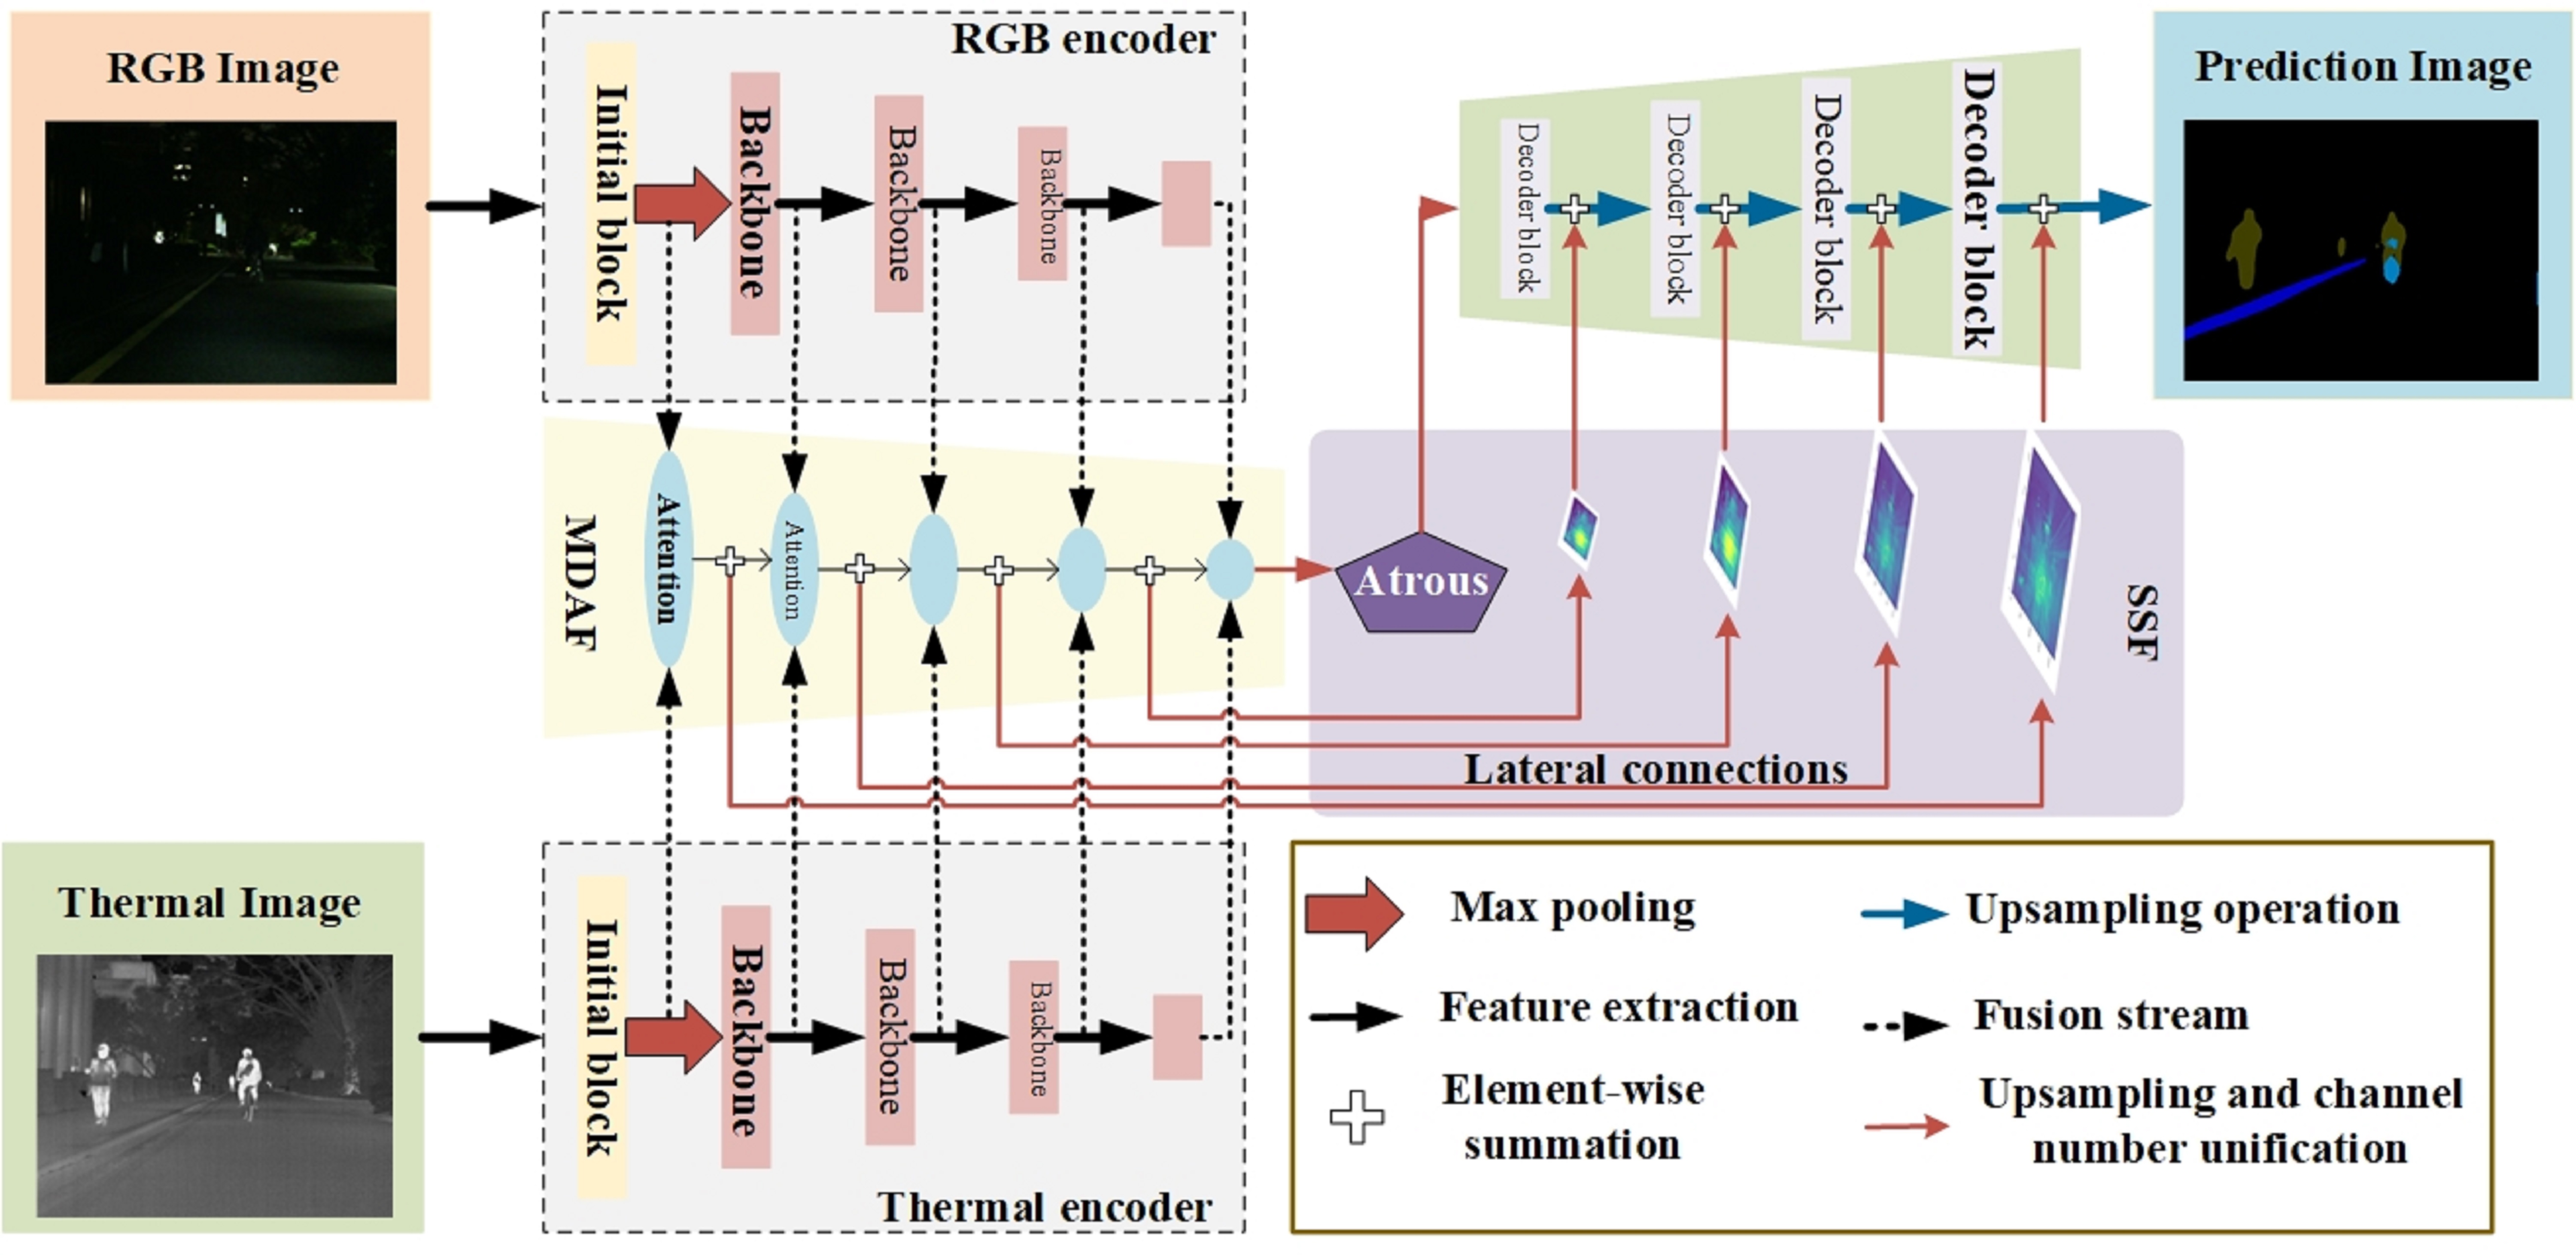 RGB Image
RGB encoder
Initial block
Backbone
Backbone
Backbone
Decoder block
Decoder block
Decoder block
Decoder block
Prediction Image
MDAF
Attention
Attention
Atrous
SSF
Lateral connections
Thermal Image
Initial block
Backbone
Backbone
Backbone
Thermal encoder
Max pooling
Upsampling operation
Feature extraction
Fusion stream
Element-wise
summation
Upsampling and channel
number unification